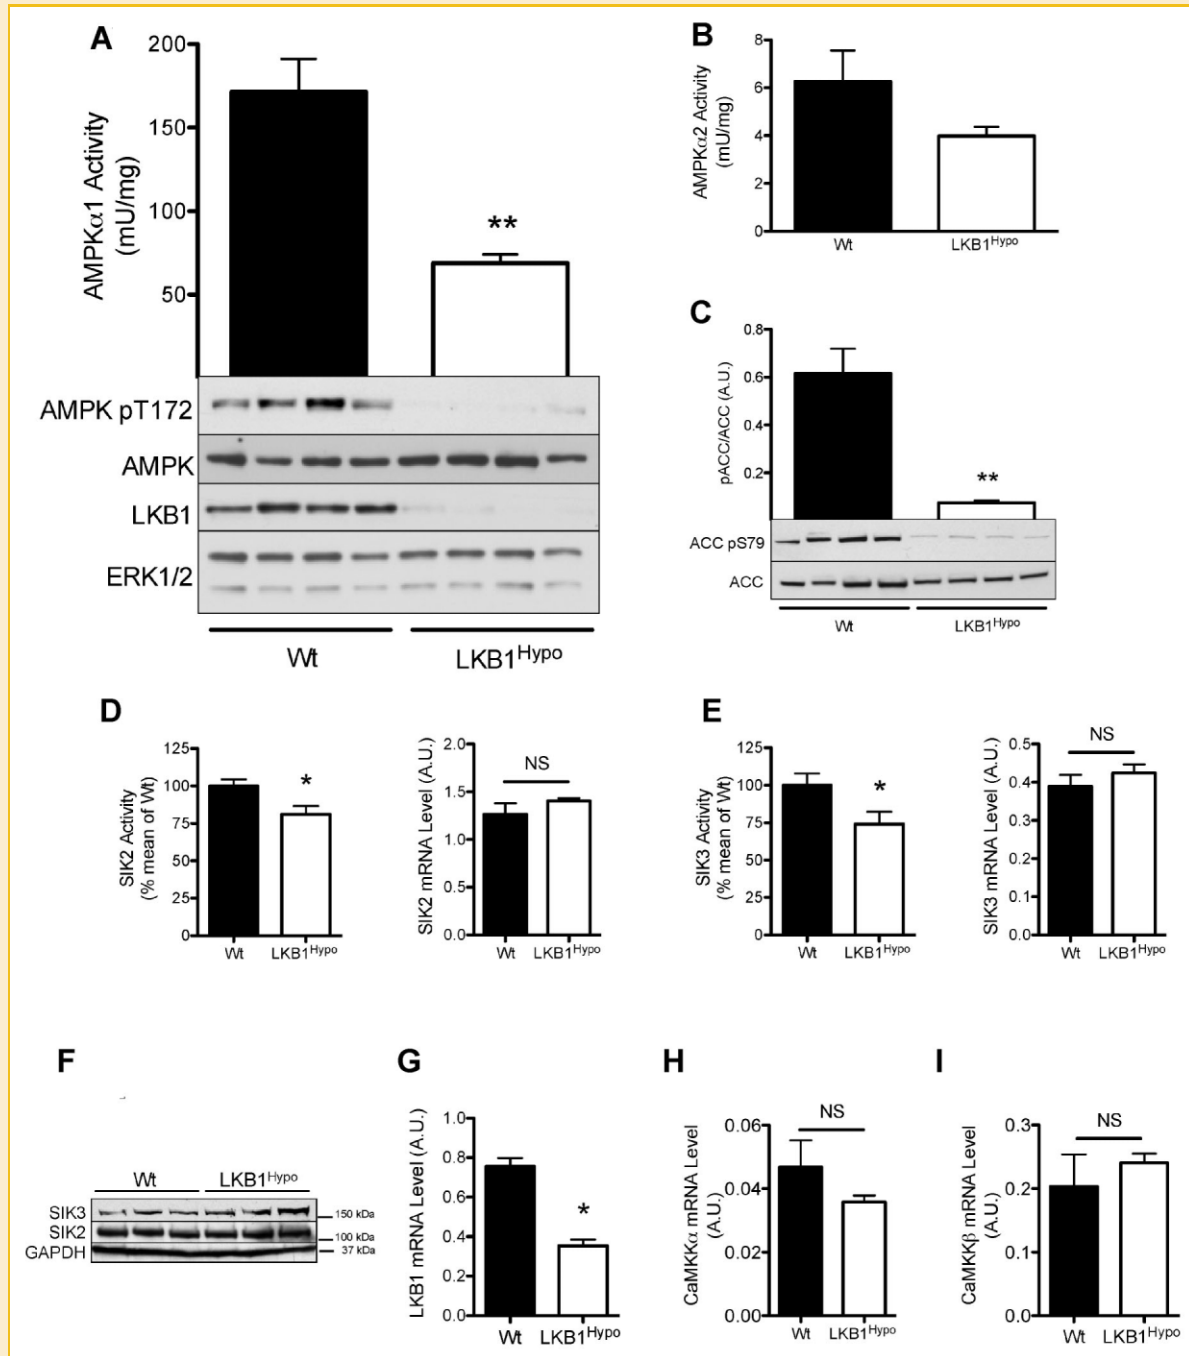 A
200
150
100
50
AMPKα1 Activity
(mU/mg)
**
AMPK pT172
AMPK
LKB1
ERK1/2
Wt
LKB1Hypo
B
8
6
4
2
0
AMPKα2 Activity
(mU/mg)
Wt
LKB1Hypo
C
0.8
0.6
0.4
0.2
pACC/ACC (A.U.)
**
ACC pS79
ACC
Wt
LKB1Hypo
D
125
100
75
50
25
0
SIK2 Activity
(% mean of Wt)
*
Wt
LKB1Hypo
2.0
1.5
1.0
0.5
0.0
SIK2 mRNA Level (A.U.)
NS
Wt
LKB1Hypo
E
125
100
75
50
25
0
SIK3 Activity
(% mean of Wt)
*
Wt
LKB1Hypo
0.5
0.4
0.3
0.2
0.1
0.0
SIK3 mRNA Level (A.U.)
NS
Wt
LKB1Hypo
F
Wt
LKB1Hypo
SIK3
SIK2
GAPDH
150 kDa
100 kDa
37 kDa
G
1.0
0.8
0.6
0.4
0.2
0.0
LKB1 mRNA Level (A.U.)
*
Wt
LKB1Hypo
H
0.06
0.04
0.02
0.00
CaMKKα mRNA Level
(A.U.)
NS
Wt
LKB1Hypo
I
0.3
0.2
0.1
0.0
CaMKKβ mRNA Level
(A.U.)
NS
Wt
LKB1Hypo